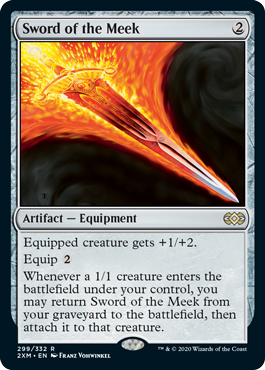 Sword of the Meek 2
Artifact — Equipment
Equipped creature gets +1/+2.
Equip 2
Whenever a 1/1 creature enters the
battlefield under your control, you
may return Sword of the Meek from
your graveyard to the battlefield, then
attach it to that creature.
299/332 R
2XM • EN Franz Vohwinkel
™ & © 2020 Wizards of the Coast